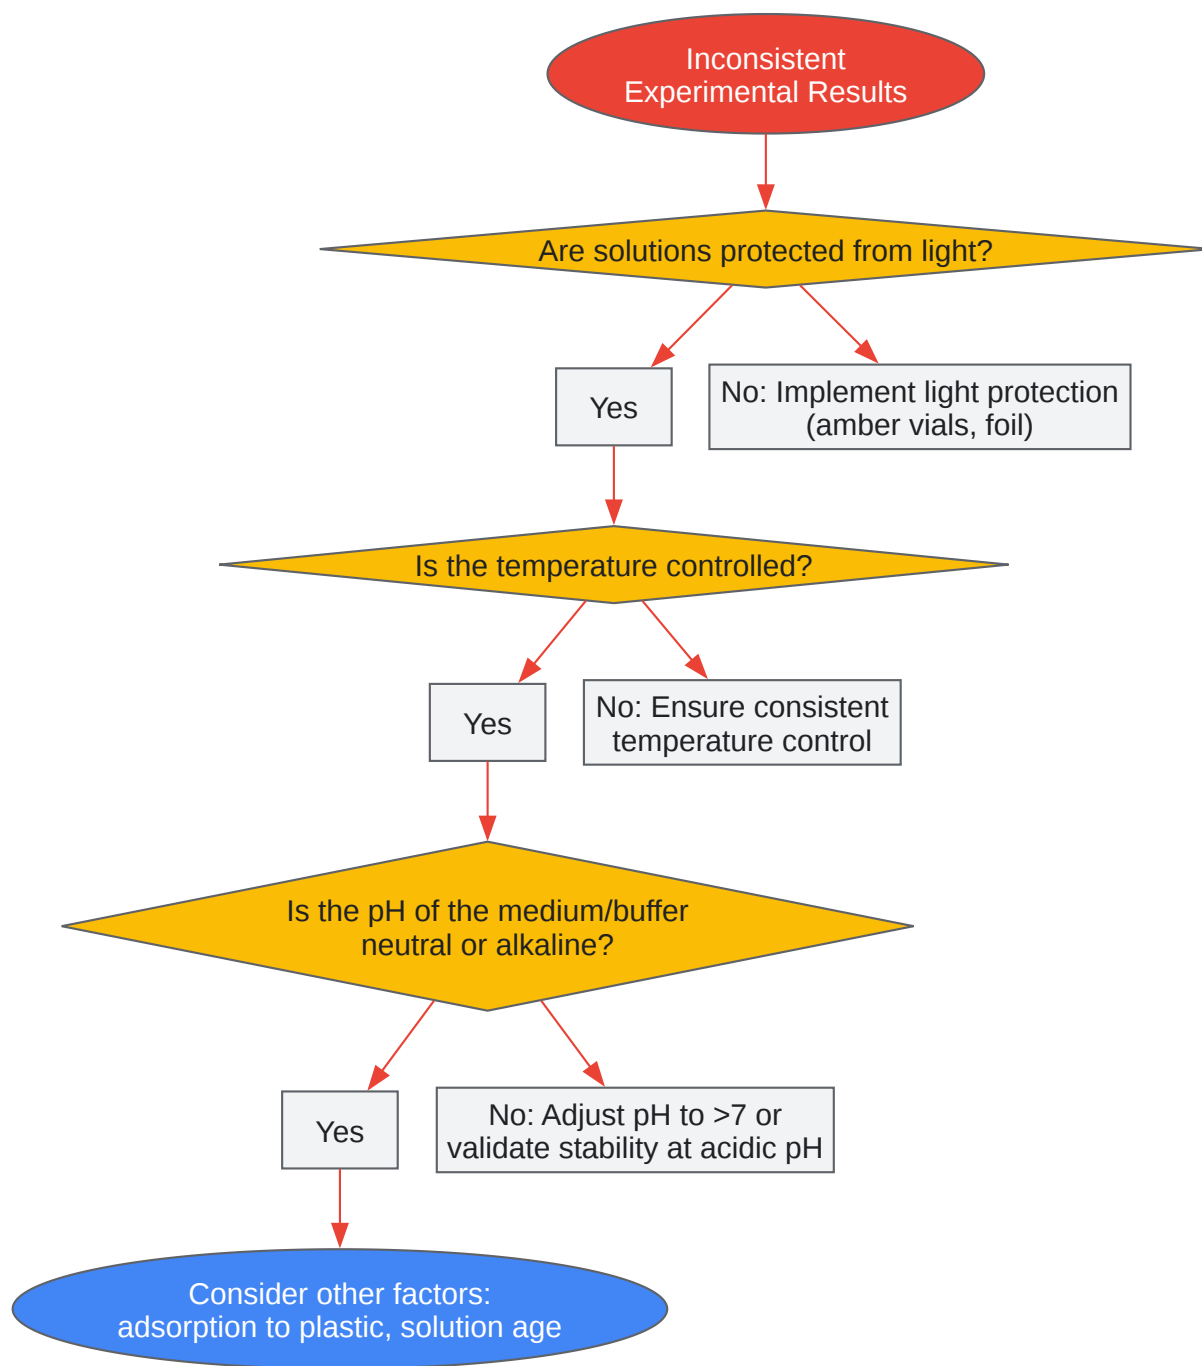 Inconsistent
Experimental Results
Are solutions protected from light?
Yes
No: Implement light protection
(amber vials, foil)
Is the temperature controlled?
Yes
No: Ensure consistent
temperature control
Is the pH of the medium/buffer
neutral or alkaline?
Yes
No: Adjust pH to >7 or
validate stability at acidic pH
Consider other factors:
adsorption to plastic, solution age